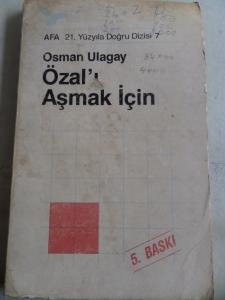 AFA 21. Yüzyıla Doğru Dizisi 7
Osman Ulagay
Özal'ı
Aşmak İçin
5. BASKI